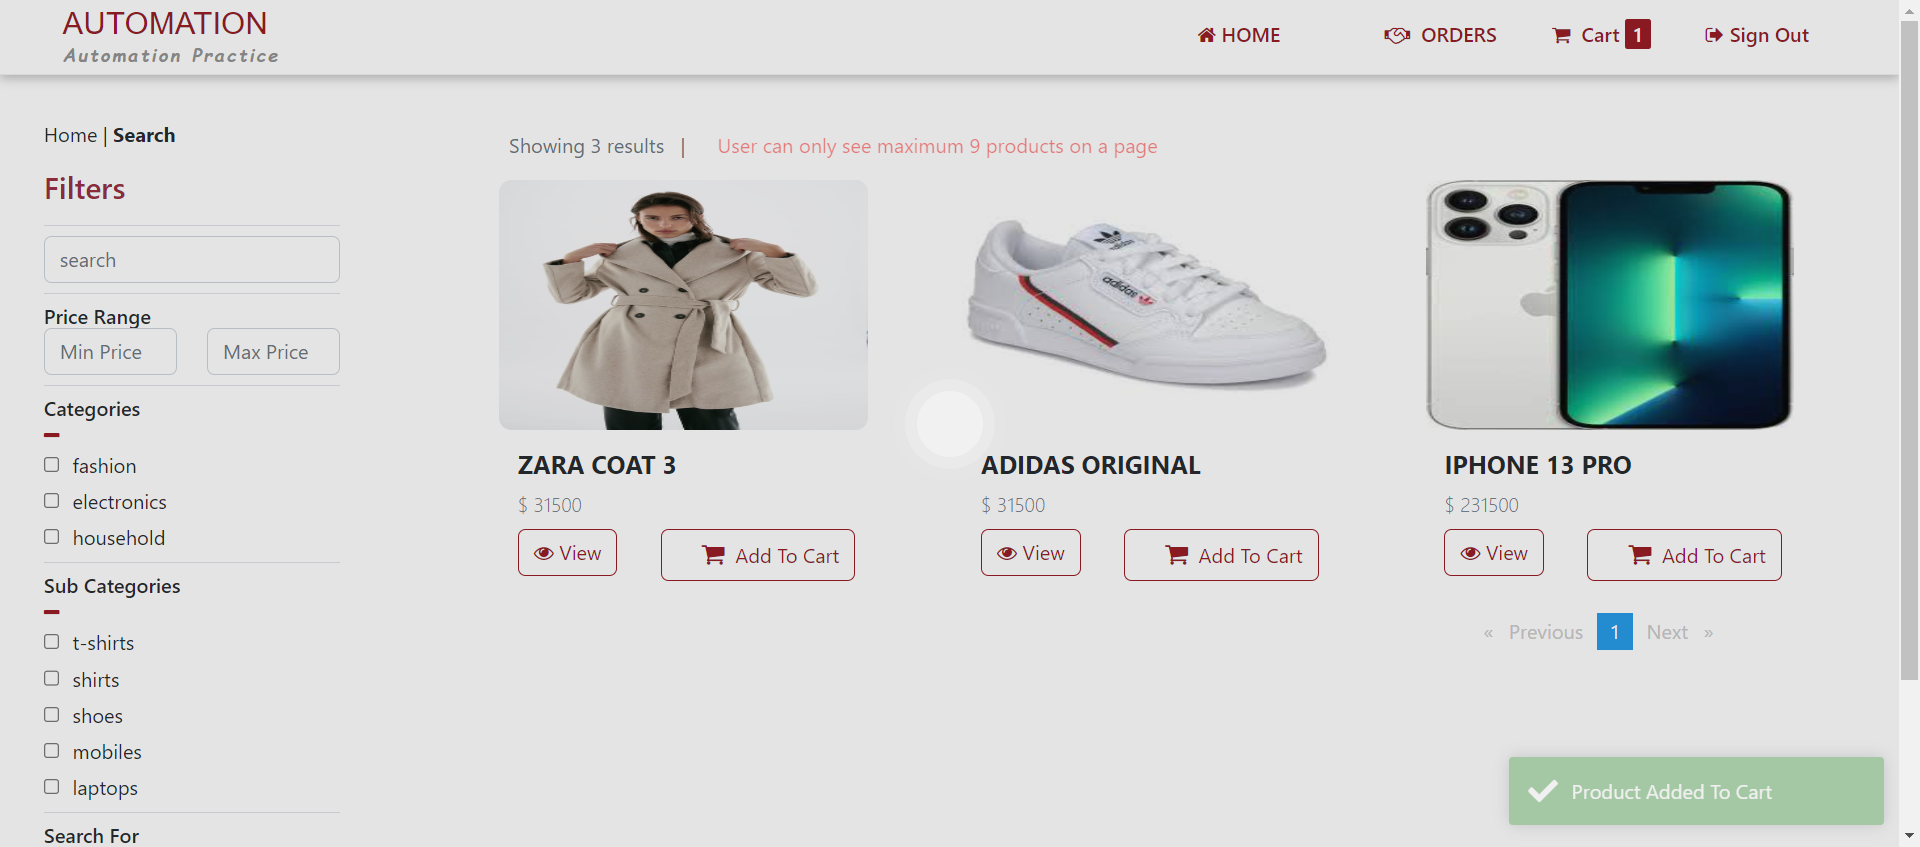 AUTOMATION
Automation Practice
HOME
ORDERS
Cart 1
Sign Out
Home | Search
Filters
search
Price Range
Min Price
Max Price
Categories
fashion
electronics
household
Sub Categories
t-shirts
shirts
shoes
mobiles
laptops
Search For
Showing 3 results |
User can only see maximum 9 products on a page
adidas
adidas
ZARA COAT 3
$ 31500
View
Add To Cart
ADIDAS ORIGINAL
$ 31500
View
Add To Cart
IPHONE 13 PRO
$ 231500
View
Add To Cart
« Previous 1 Next »
Product Added To Cart